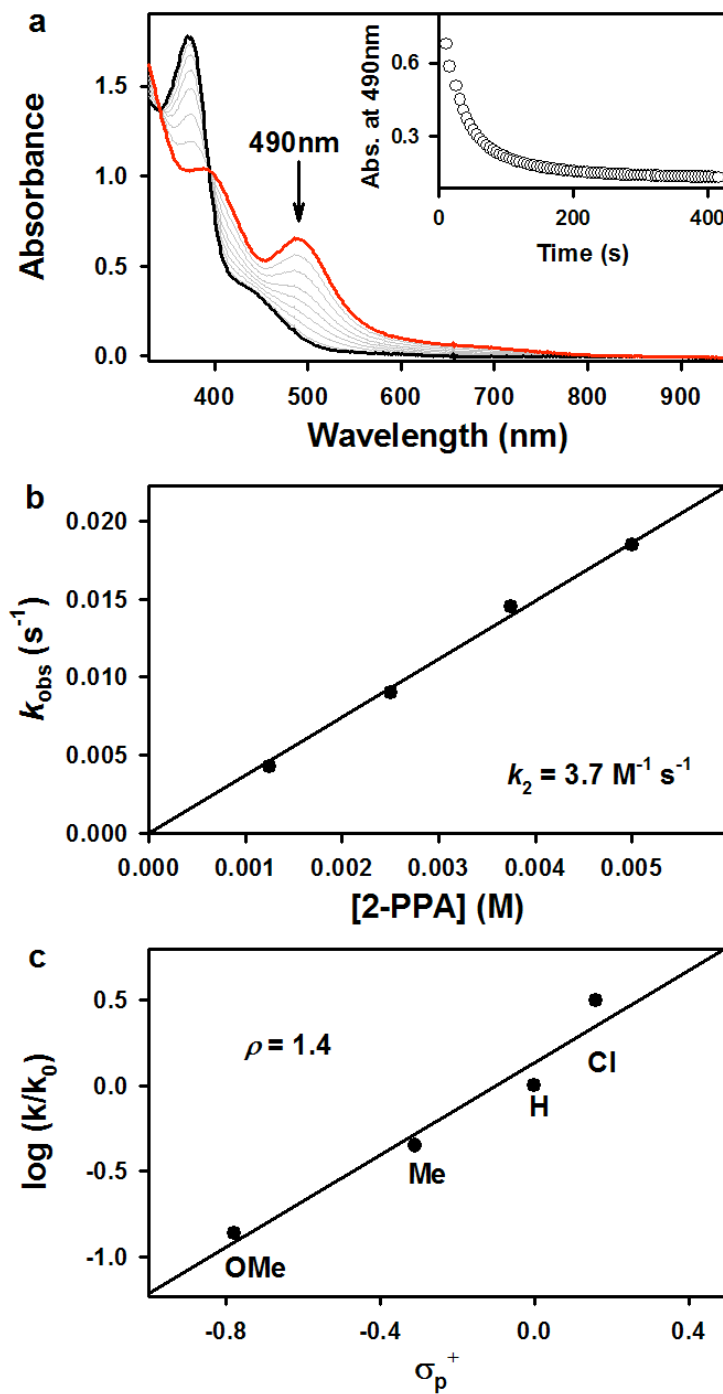 a
Absorbance
1.5
1.0
0.5
0.0
490nm
Abs. at 490nm
0.6
0.3
0
200
400
Time (s)
400
500
600
700
800
900
Wavelength (nm)
b
kobs (s-1)
0.020
0.015
0.010
0.005
0.000
k2 = 3.7 M-1 s-1
0.000
0.001
0.002
0.003
0.004
0.005
[2-PPA] (M)
c
log (k/k0)
0.5
0.0
-0.5
-1.0
ρ = 1.4
Cl
H
Me
OMe
-0.8
-0.4
0.0
0.4
σp+